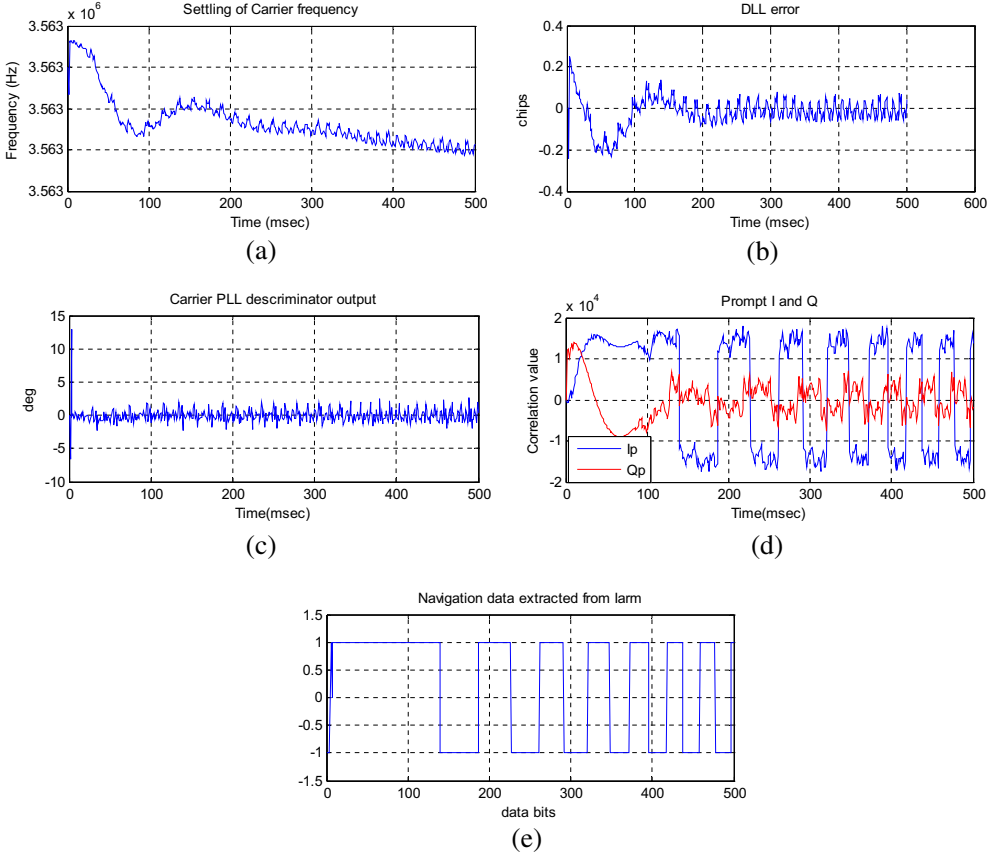 Settling of Carrier frequency
x 10^6
3.563
3.563
3.563
3.563
3.563
Frequency (Hz)
0 100 200 300 400 500
Time (msec)
(a)
DLL error
0.4
0.2
0
-0.2
-0.4
chips
0 100 200 300 400 500 600
Time (msec)
(b)
Carrier PLL descriminator output
15
10
5
0
-5
-10
deg
0 100 200 300 400 500
Time(msec)
(c)
Prompt I and Q
x 10^4
2
1
0
-1
-2
Correlation value
Ip
Qp
0 100 200 300 400 500
Time(msec)
(d)
Navigation data extracted from Iarm
1.5
1
0.5
0
-0.5
-1
-1.5
0 100 200 300 400 500
data bits
(e)